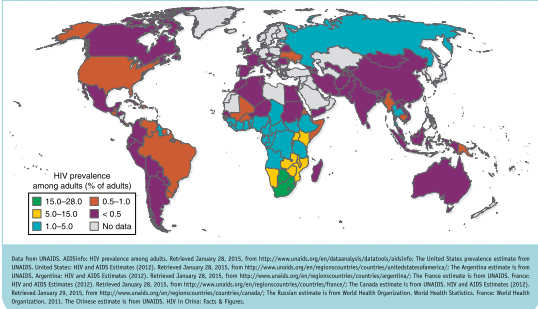 HIV prevalence
among adults (% of adults)
15.0–28.0
0.5–1.0
5.0–15.0
< 0.5
1.0–5.0
No data
Data from UNAIDS. AIDSinfo: HIV prevalence among adults. Retrieved January 28, 2015, from http://www.unaids.org/en/dataanalysis/datatools/aidsinfo; The United States prevalence estimate from
UNAIDS. United States: HIV and AIDS Estimates (2012). Retrieved January 28, 2015, from http://www.unaids.org/en/regionscountries/countries/unitedstatesofamerica/; The Argentina estimate is from
UNAIDS. Argentina: HIV and AIDS Estimates (2012). Retrieved January 28, 2015, from http://www.unaids.org/en/regionscountries/countries/argentina/; The France estimate is from UNAIDS. France:
HIV and AIDS Estimates (2012). Retrieved January 28, 2015, from http://www.unaids.org/en/regionscountries/countries/france/; The Canada estimate is from UNAIDS. HIV and AIDS Estimates (2012).
Retrieved January 29, 2015, from http://www.unaids.org/en/regionscountries/countries/canada/; The Russian estimate is from World Health Organization. World Health Statistics. France: World Health
Organization, 2011. The Chinese estimate is from UNAIDS. HIV in China: Facts & Figures.